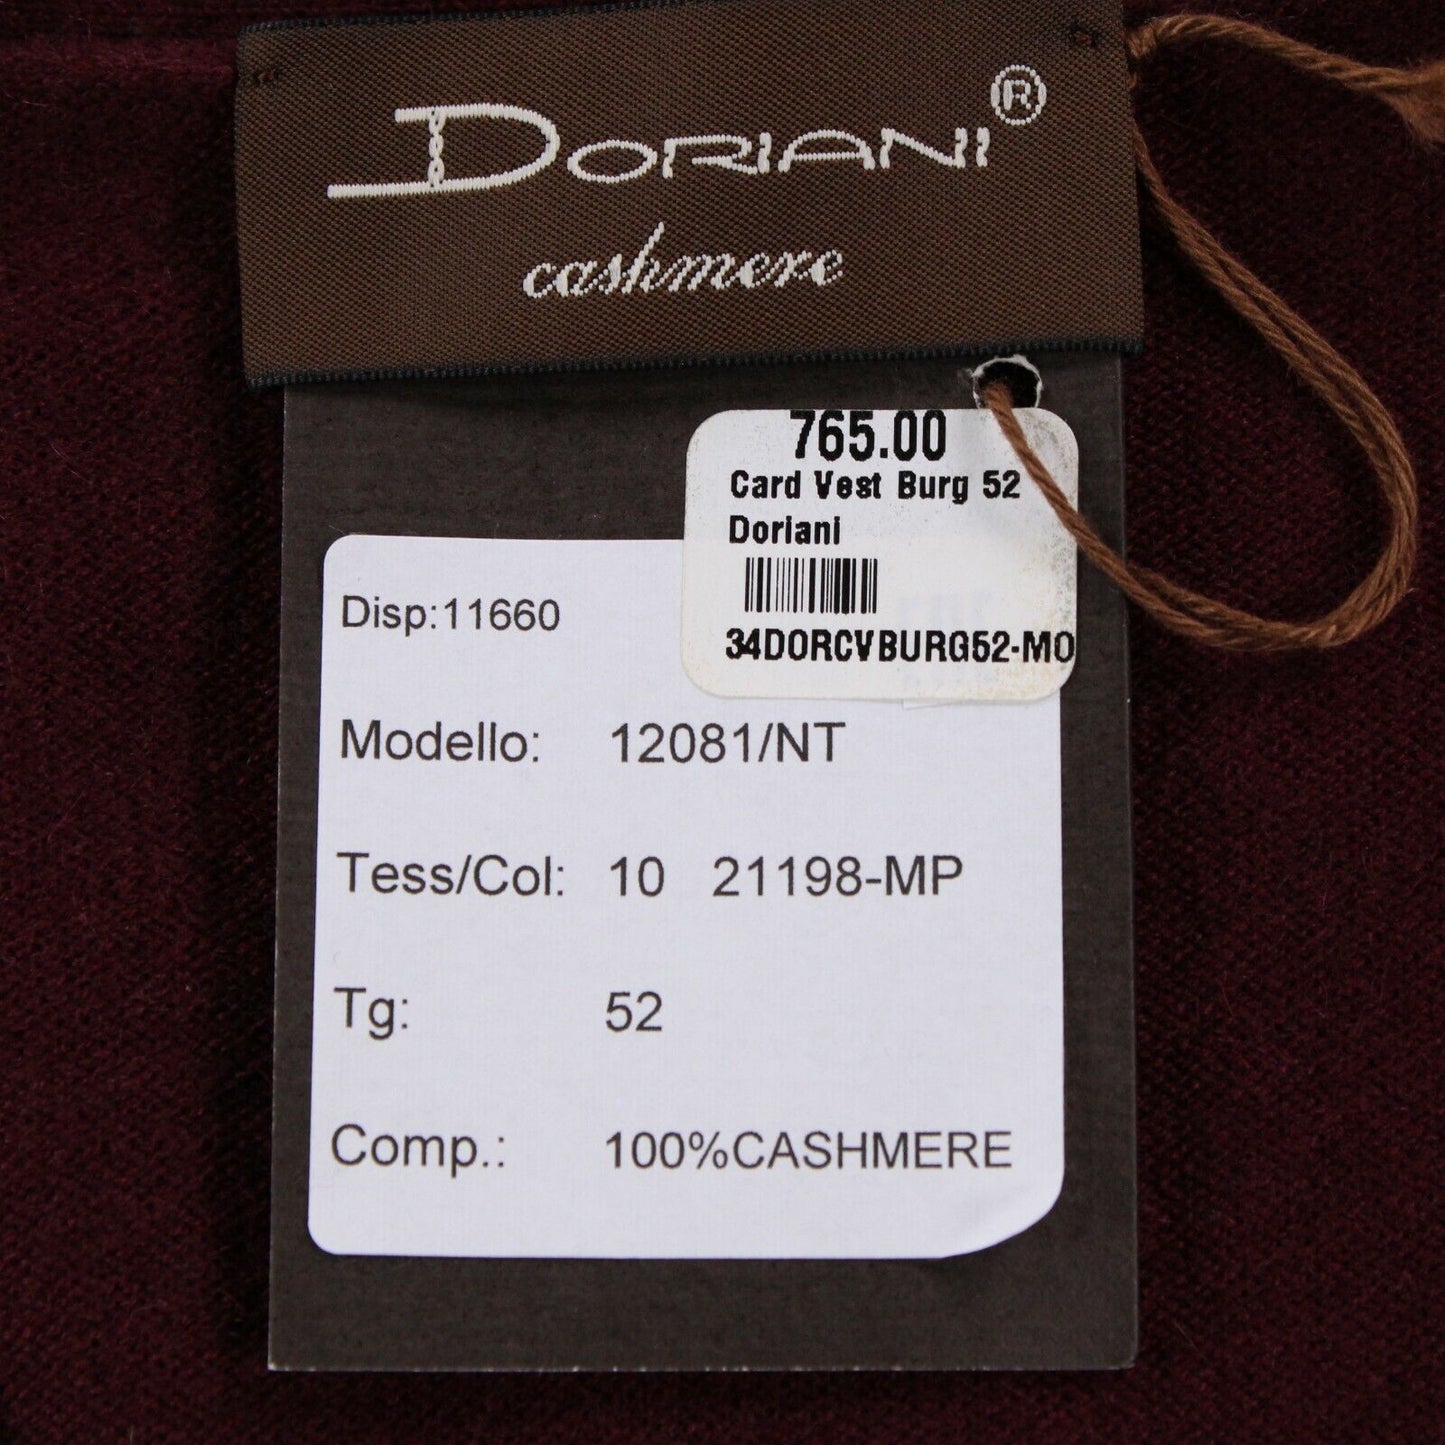 DORIANI®
cashmere
765.00
Card Vest Burg 52
Doriani
34DORCVBURG52-MO
Disp:11660
Modello: 12081/NT
Tess/Col: 10 21198-MP
Tg: 52
Comp.: 100%CASHMERE